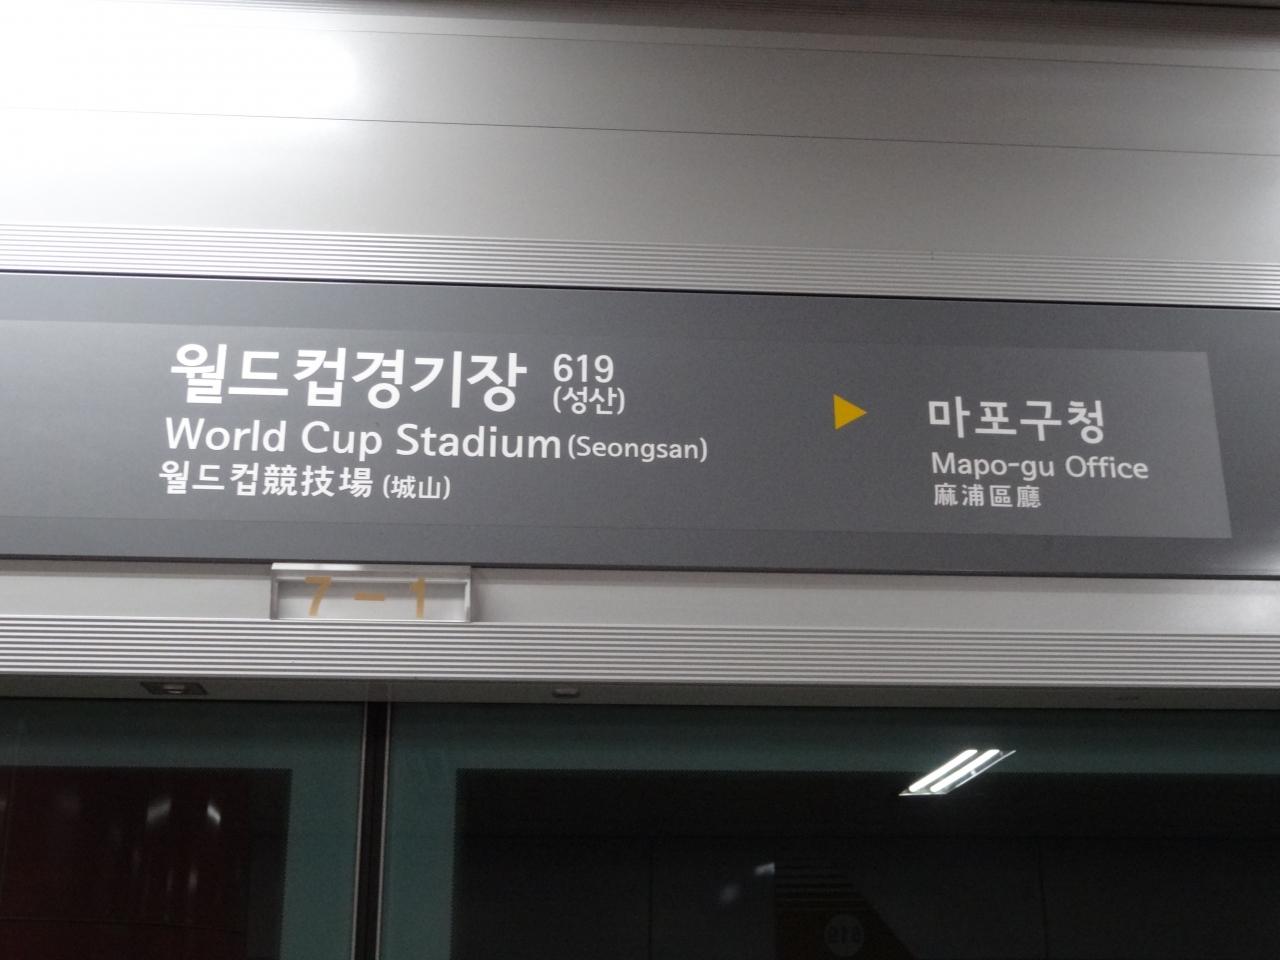 월드컵경기장 619
(성산)
World Cup Stadium (Seongsan)
월드컵競技場 (城山)
마포구청
Mapo-gu Office
麻浦區廳
7-1
619